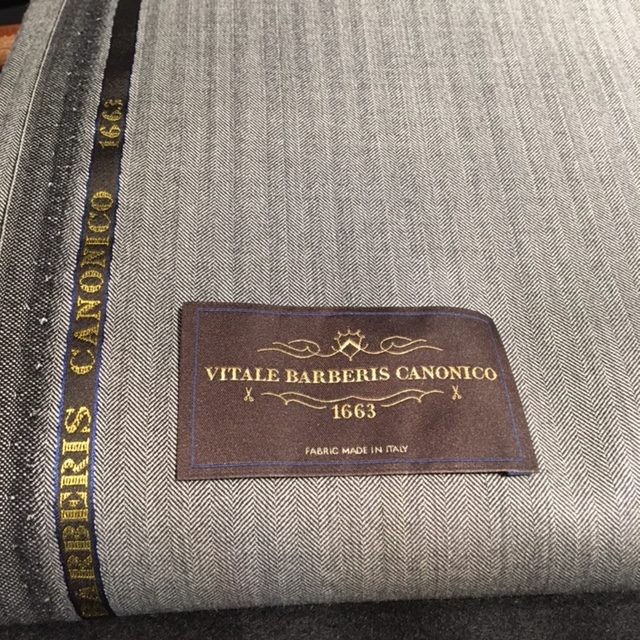 BARBERIS CANONICO 1663
VITALE BARBERIS CANONICO
1663
FABRIC MADE IN ITALY